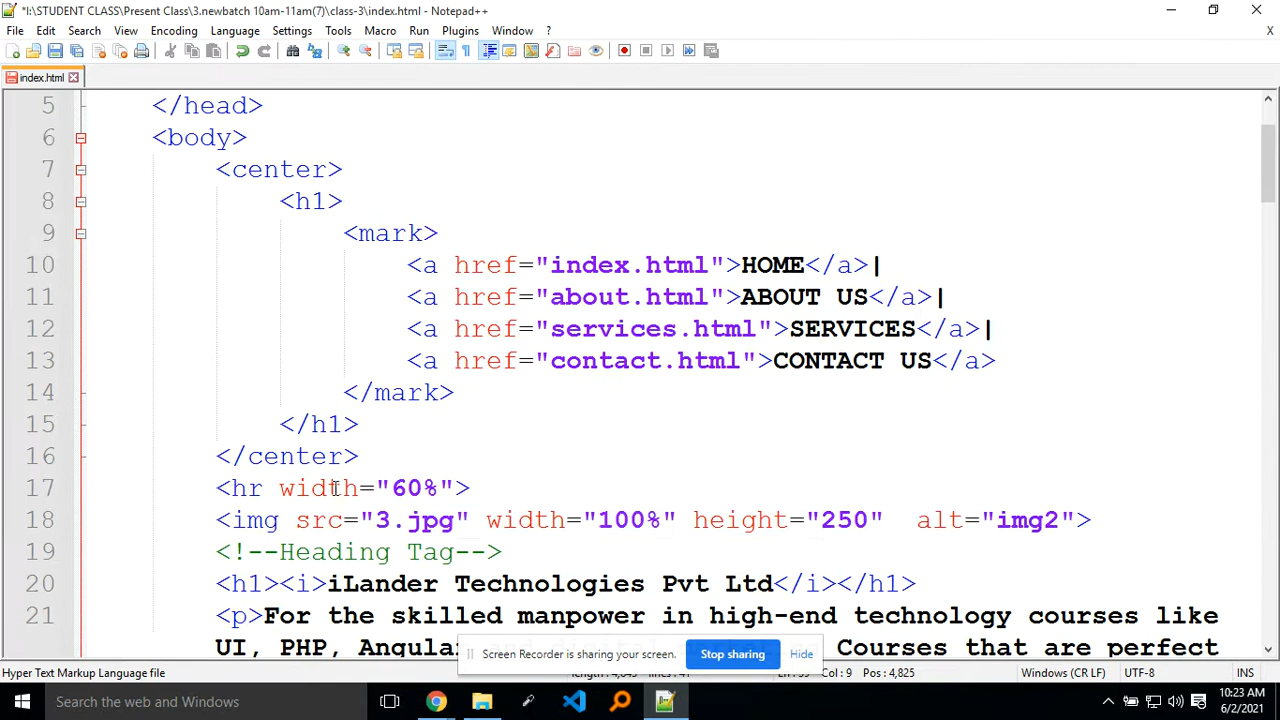 *I:\STUDENT CLASS\Present Class\3.newbatch 10am-11am(7)\class-3\index.html - Notepad++
File Edit Search View Encoding Language Settings Tools Macro Run Plugins Window ? X
index.html
5 </head>
6 <body>
7 <center>
8 <h1>
9 <mark>
10 <a href="index.html">HOME</a>|
11 <a href="about.html">ABOUT US</a>|
12 <a href="services.html">SERVICES</a>|
13 <a href="contact.html">CONTACT US</a>
14 </mark>
15 </h1>
16 </center>
17 <hr width="60%">
18 <img src="3.jpg" width="100%" height="250"  alt="img2">
19 <!--Heading Tag-->
20 <h1><i>iLander Technologies Pvt Ltd</i></h1>
21 <p>For the skilled manpower in high-end technology courses like
UI, PHP, Angular Courses that are perfect
Screen Recorder is sharing your screen. Stop sharing Hide
Hyper Text Markup Language file Col : 9 Pos : 4,825 Windows (CR LF) UTF-8 INS
Search the web and Windows
10:23 AM
6/2/2021